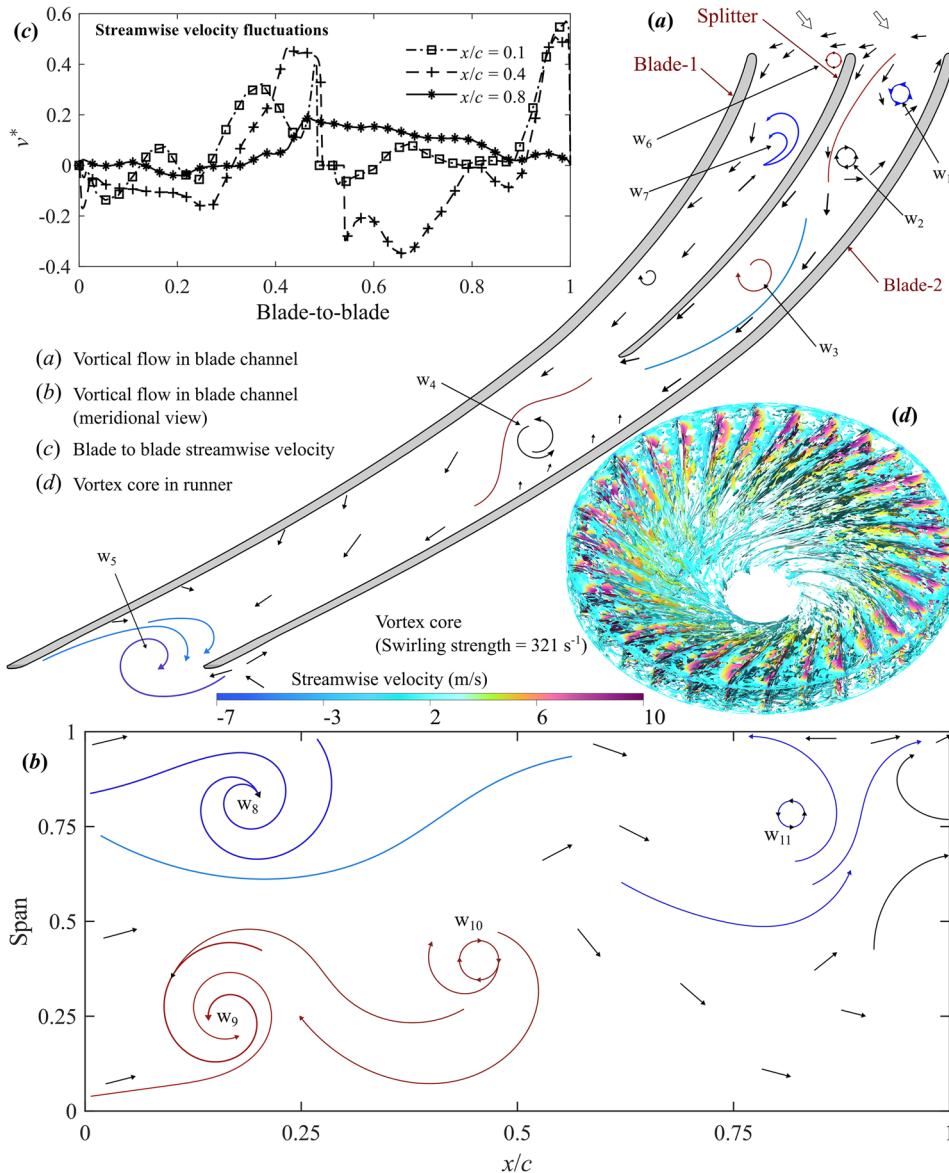 (c)
Streamwise velocity fluctuations
x/c = 0.1
x/c = 0.4
x/c = 0.8
v*
0.6
0.4
0.2
0
-0.2
-0.4
0
0.2
0.4
0.6
0.8
1
Blade-to-blade
(a)
Splitter
Blade-1
w6
w7
w1
w2
Blade-2
w3
w4
w5
(a) Vortical flow in blade channel
(b) Vortical flow in blade channel
(meridional view)
(c) Blade to blade streamwise velocity
(d) Vortex core in runner
(d)
Vortex core
(Swirling strength = 321 s⁻¹)
Streamwise velocity (m/s)
-7
-3
2
6
10
(b)
Span
1
0.75
0.5
0.25
0
w8
w9
w10
w11
0
0.25
0.5
0.75
1
x/c